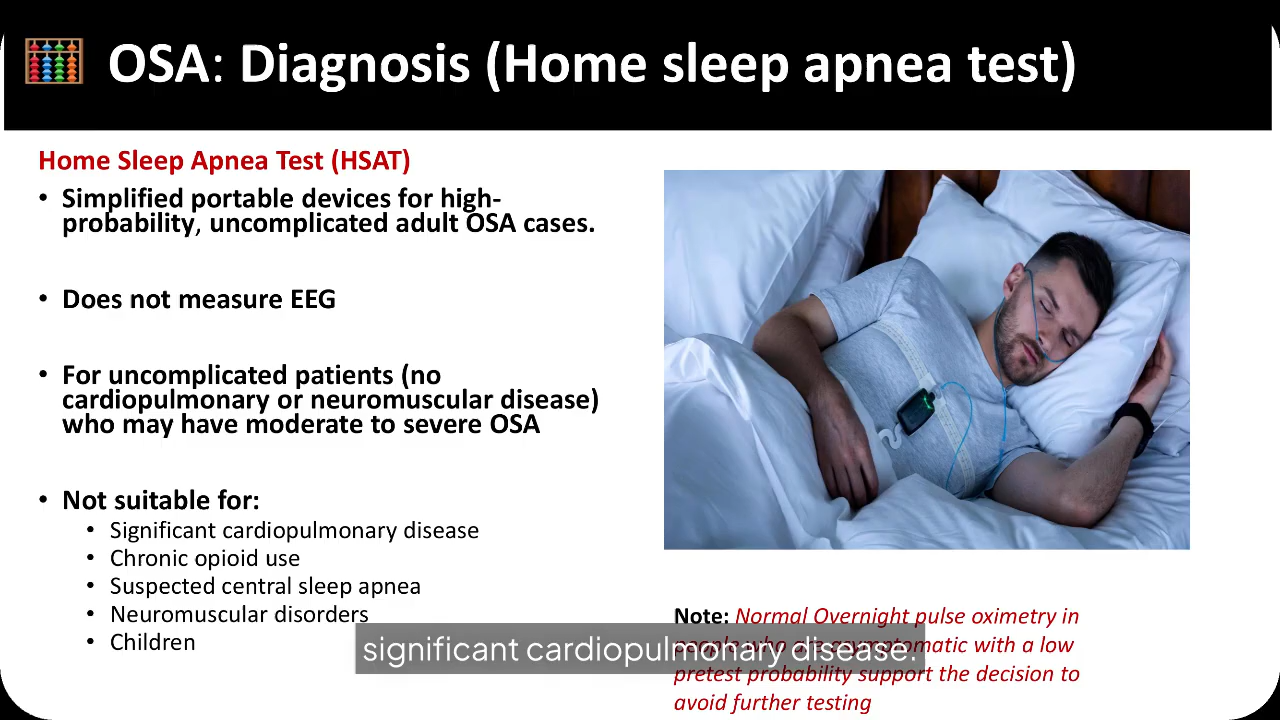 OSA: Diagnosis (Home sleep apnea test)
Home Sleep Apnea Test (HSAT)
• Simplified portable devices for high-
probability, uncomplicated adult OSA cases.
• Does not measure EEG
• For uncomplicated patients (no
cardiopulmonary or neuromuscular disease)
who may have moderate to severe OSA
• Not suitable for:
• Significant cardiopulmonary disease
• Chronic opioid use
• Suspected central sleep apnea
• Neuromuscular disorders
• Children
Note: Normal Overnight pulse oximetry in
people who are asymptomatic with a low
pretest probability support the decision to
avoid further testing
significant cardiopulmonary disease.